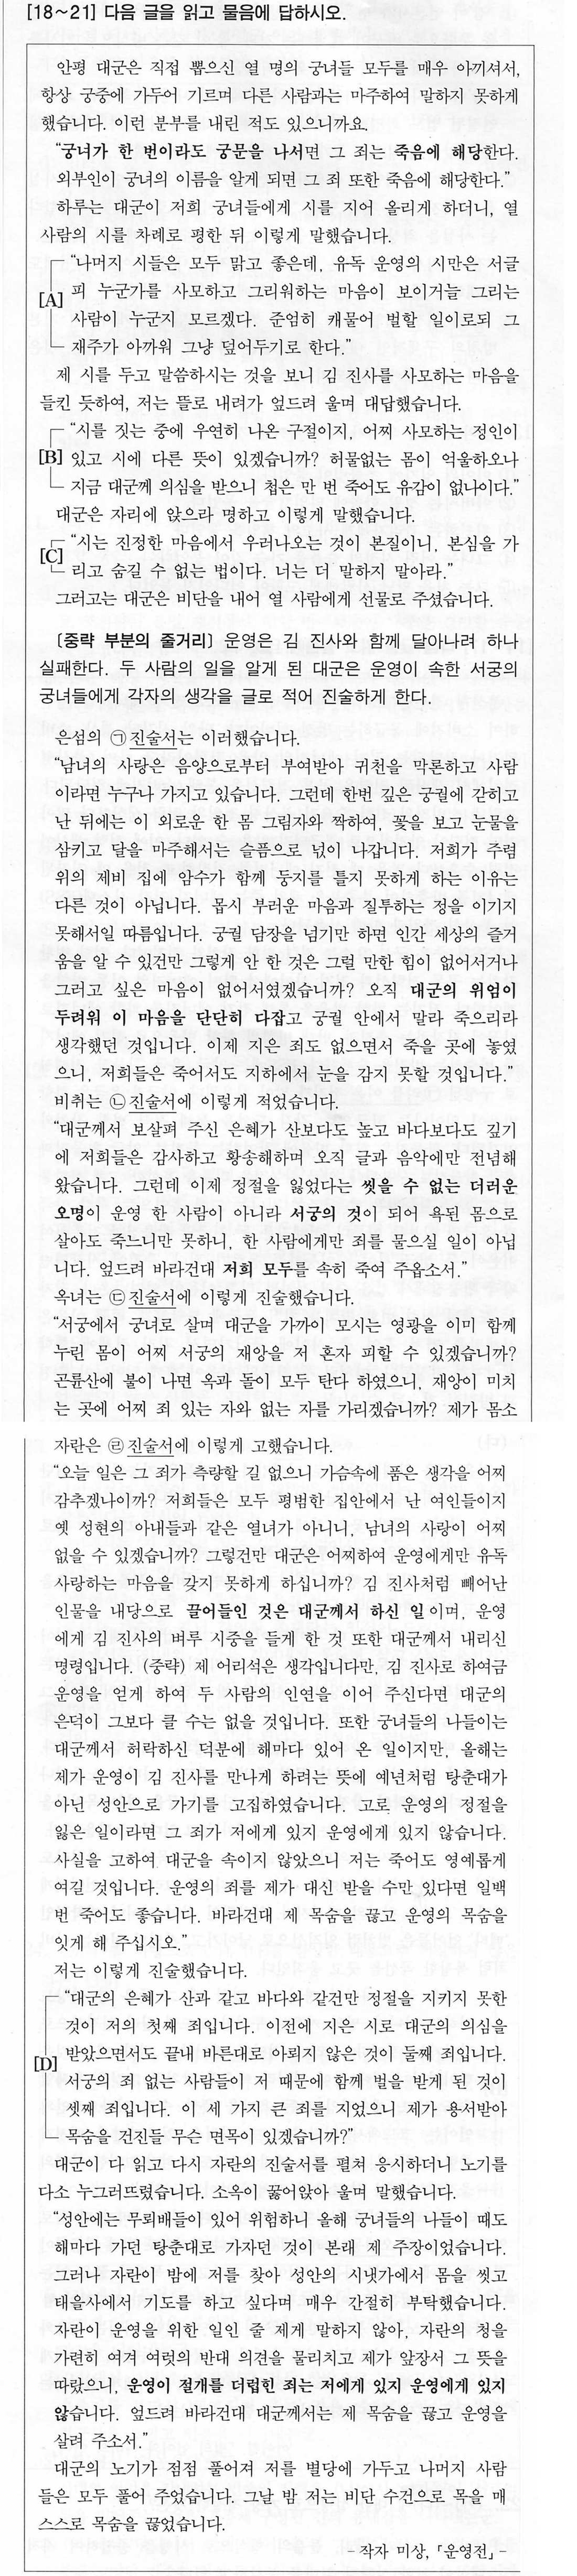 [18~21] 다음 글을 읽고 물음에 답하시오.
안평 대군은 직접 뽑으신 열 명의 궁녀들 모두를 매우 아끼셔서,
항상 궁중에 가두어 기르며 다른 사람과는 마주하여 말하지 못하게
했습니다. 이런 분부를 내린 적도 있으니까요.
“궁녀가 한 번이라도 궁문을 나서면 그 죄는 죽음에 해당한다.
외부인이 궁녀의 이름을 알게 되면 그 죄 또한 죽음에 해당한다.”
하루는 대군이 저희 궁녀들에게 시를 지어 올리게 하더니, 열
사람의 시를 차례로 평한 뒤 이렇게 말했습니다.
“나머지 시들은 모두 맑고 좋은데, 유독 운영의 시만은 서글
[A] 피 누군가를 사모하고 그리워하는 마음이 보이거늘 그리는
사람이 누군지 모르겠다. 준엄히 캐물어 벌할 일이로되 그
재주가 아까워 그냥 덮어두기로 한다.”
제 시를 두고 말씀하시는 것을 보니 김 진사를 사모하는 마음을
들킨 듯하여, 저는 뜰로 내려가 엎드려 울며 대답했습니다.
“시를 짓는 중에 우연히 나온 구절이지, 어찌 사모하는 정인이
[B] 있고 시에 다른 뜻이 있겠습니까? 허물없는 몸이 억울하오나
지금 대군께 의심을 받으니 첩은 만 번 죽어도 유감이 없나이다.”
대군은 자리에 앉으라 명하고 이렇게 말했습니다.
[C] “시는 진정한 마음에서 우러나오는 것이 본질이니, 본심을 가
리고 숨길 수 없는 법이다. 너는 더 말하지 말아라.”
그러고는 대군은 비단을 내어 열 사람에게 선물로 주셨습니다.
[중략 부분의 줄거리] 운영은 김 진사와 함께 달아나려 하나
실패한다. 두 사람의 일을 알게 된 대군은 운영이 속한 서궁의
궁녀들에게 각자의 생각을 글로 적어 진술하게 한다.
은섬의 ㉠진술서는 이러했습니다.
“남녀의 사랑은 음양으로부터 부여받아 귀천을 막론하고 사람
이라면 누구나 가지고 있습니다. 그런데 한번 깊은 궁궐에 갇히고
난 뒤에는 이 외로운 한 몸 그림자와 짝하여, 꽃을 보고 눈물을
삼키고 달을 마주해서는 슬픔으로 넋이 나갑니다. 저희가 주렴
위의 제비 집에 암수가 함께 둥지를 틀지 못하게 하는 이유는
다른 것이 아닙니다. 몹시 부러운 마음과 질투하는 정을 이기지
못해서일 따름입니다. 궁궐 담장을 넘기만 하면 인간 세상의 즐거
움을 알 수 있건만 그렇게 안 한 것은 그럴 만한 힘이 없어서거나
그러고 싶은 마음이 없어서였겠습니까? 오직 대군의 위엄이
두려워 이 마음을 단단히 다잡고 궁궐 안에서 말라 죽으리라
생각했던 것입니다. 이제 지은 죄도 없으면서 죽을 곳에 놓였
으니, 저희들은 죽어서도 지하에서 눈을 감지 못할 것입니다.”
비취는 ㉡진술서에 이렇게 적었습니다.
“대군께서 보살펴 주신 은혜가 산보다도 높고 바다보다도 깊기
에 저희들은 감사하고 황송해하며 오직 글과 음악에만 전념해
왔습니다. 그런데 이제 정절을 잃었다는 씻을 수 없는 더러운
오명이 운영 한 사람이 아니라 서궁의 것이 되어 욕된 몸으로
살아도 죽느니만 못하니, 한 사람에게만 죄를 물으실 일이 아닙
니다. 엎드려 바라건대 저희 모두를 속히 죽여 주옵소서.”
옥녀는 ㉢진술서에 이렇게 진술했습니다.
“서궁에서 궁녀로 살며 대군을 가까이 모시는 영광을 이미 함께
누린 몸이 어찌 서궁의 재앙을 저 혼자 피할 수 있겠습니까?
곤륜산에 불이 나면 옥과 돌이 모두 탄다 하였으니, 재앙이 미치
는 곳에 어찌 죄 있는 자와 없는 자를 가리겠습니까? 제가 몸소
자란은 ㉣진술서에 이렇게 고했습니다.
“오늘 일은 그 죄가 측량할 길 없으니 가슴속에 품은 생각을 어찌
감추겠나이까? 저희들은 모두 평범한 집안에서 난 여인들이지
옛 성현의 아내들과 같은 열녀가 아니니, 남녀의 사랑이 어찌
없을 수 있겠습니까? 그렇건만 대군은 어찌하여 운영에게만 유독
사랑하는 마음을 갖지 못하게 하십니까? 김 진사처럼 빼어난
인물을 내당으로 끌어들인 것은 대군께서 하신 일이며, 운영
에게 김 진사의 벼루 시중을 들게 한 것 또한 대군께서 내리신
명령입니다. (중략) 제 어리석은 생각입니다만, 김 진사로 하여금
운영을 얻게 하여 두 사람의 인연을 이어 주신다면 대군의
은덕이 그보다 클 수는 없을 것입니다. 또한 궁녀들의 나들이는
대군께서 허락하신 덕분에 해마다 있어 온 일이지만, 올해는
제가 운영이 김 진사를 만나게 하려는 뜻에 예년처럼 탕춘대가
아닌 성안으로 가기를 고집하였습니다. 고로 운영의 정절을
잃은 일이라면 그 죄가 저에게 있지 운영에게 있지 않습니다.
사실을 고하여 대군을 속이지 않았으니 저는 죽어도 영예롭게
여길 것입니다. 운영의 죄를 제가 대신 받을 수만 있다면 일백
번 죽어도 좋습니다. 바라건대 제 목숨을 끊고 운영의 목숨을
잇게 해 주십시오.”
저는 이렇게 진술했습니다.
“대군의 은혜가 산과 같고 바다와 같건만 정절을 지키지 못한
것이 저의 첫째 죄입니다. 이전에 지은 시로 대군의 의심을
[D] 받았으면서도 끝내 바른대로 아뢰지 않은 것이 둘째 죄입니다.
서궁의 죄 없는 사람들이 저 때문에 함께 벌을 받게 된 것이
셋째 죄입니다. 이 세 가지 큰 죄를 지었으니 제가 용서받아
목숨을 건진들 무슨 면목이 있겠습니까?”
대군이 다 읽고 다시 자란의 진술서를 펼쳐 응시하더니 노기를
다소 누그러뜨렸습니다. 소옥이 꿇어앉아 울며 말했습니다.
“성안에는 무뢰배들이 있어 위험하니 올해 궁녀들의 나들이 때도
해마다 가던 탕춘대로 가자던 것이 본래 제 주장이었습니다.
그러나 자란이 밤에 저를 찾아 성안의 시냇가에서 몸을 씻고
태을사에서 기도를 하고 싶다며 매우 간절히 부탁했습니다.
자란이 운영을 위한 일인 줄 제게 말하지 않아, 자란의 청을
가련히 여겨 여럿의 반대 의견을 물리치고 제가 앞장서 그 뜻을
따랐으니, 운영이 절개를 더럽힌 죄는 저에게 있지 운영에게 있지
않습니다. 엎드려 바라건대 대군께서는 제 목숨을 끊고 운영을
살려 주소서.”
대군의 노기가 점점 풀어져 저를 별당에 가두고 나머지 사람
들은 모두 풀어 주었습니다. 그날 밤 저는 비단 수건으로 목을 매
스스로 목숨을 끊었습니다.
- 작자 미상, 「운영전」 -